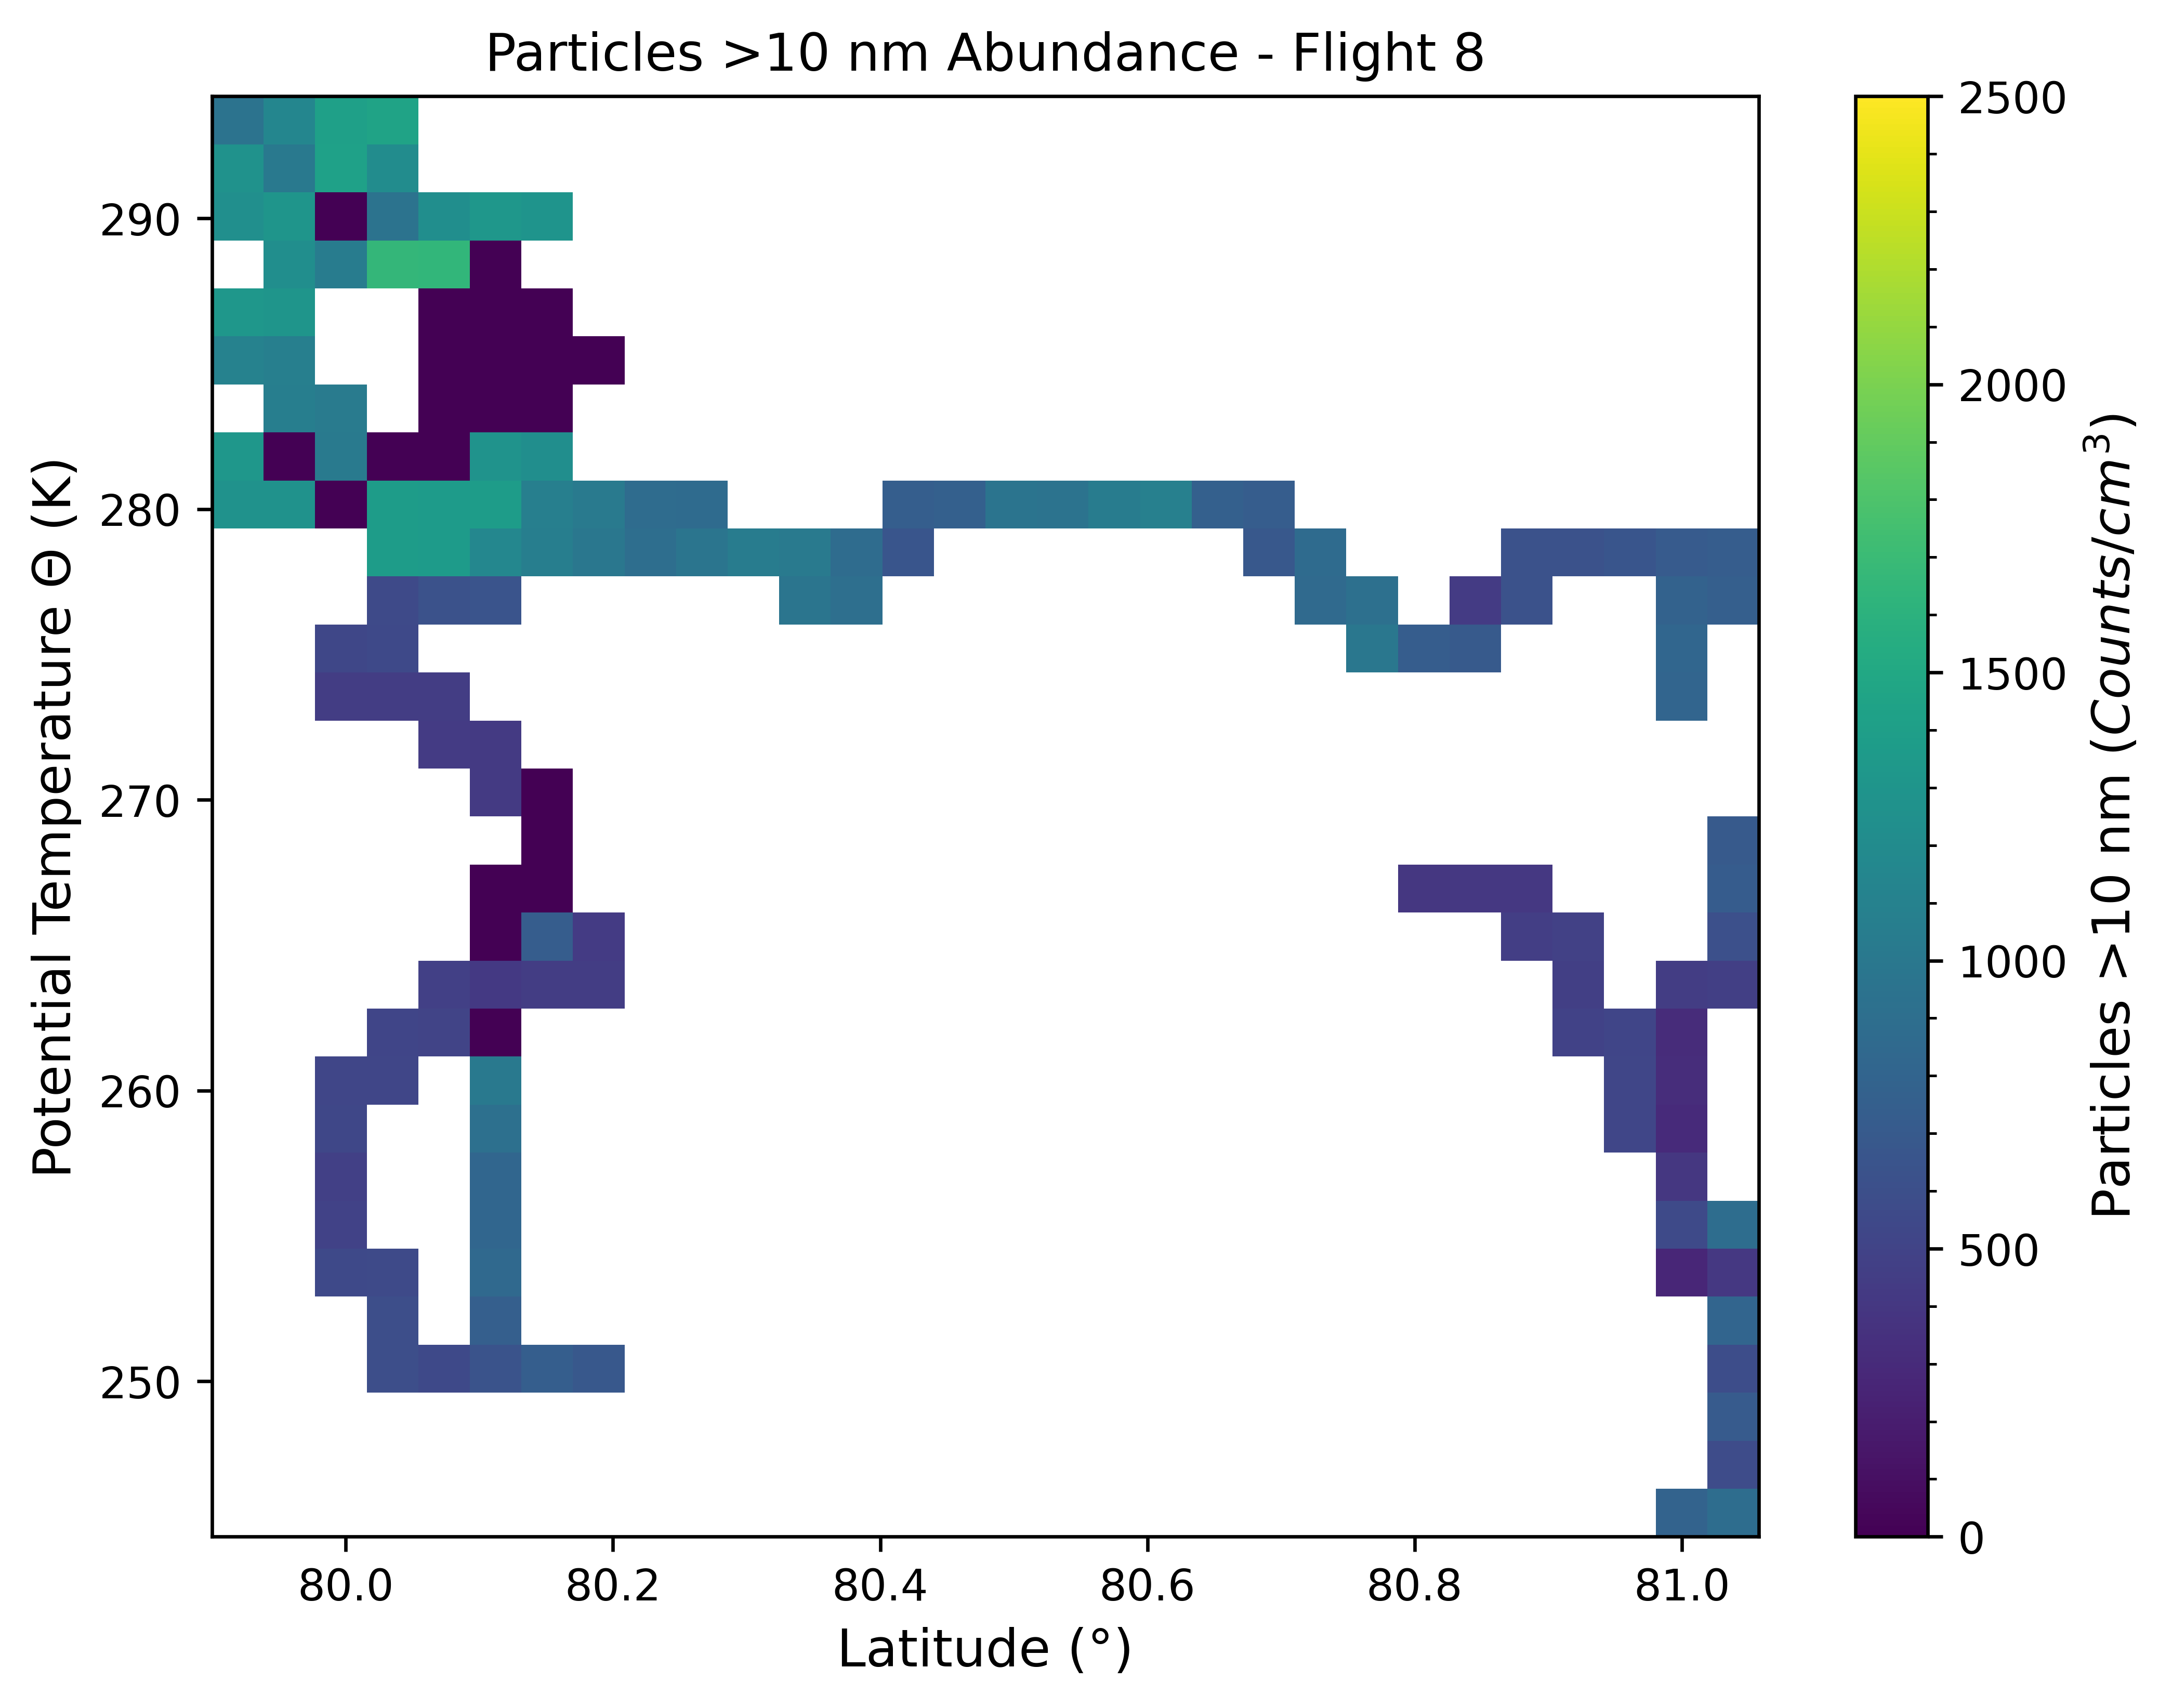 Particles >10 nm Abundance - Flight 8
Potential Temperature Θ (K)
290
280
270
260
250
80.0 80.2 80.4 80.6 80.8 81.0
Latitude (°)
2500
2000
1500
1000
500
0
Particles >10 nm (Counts/cm³)